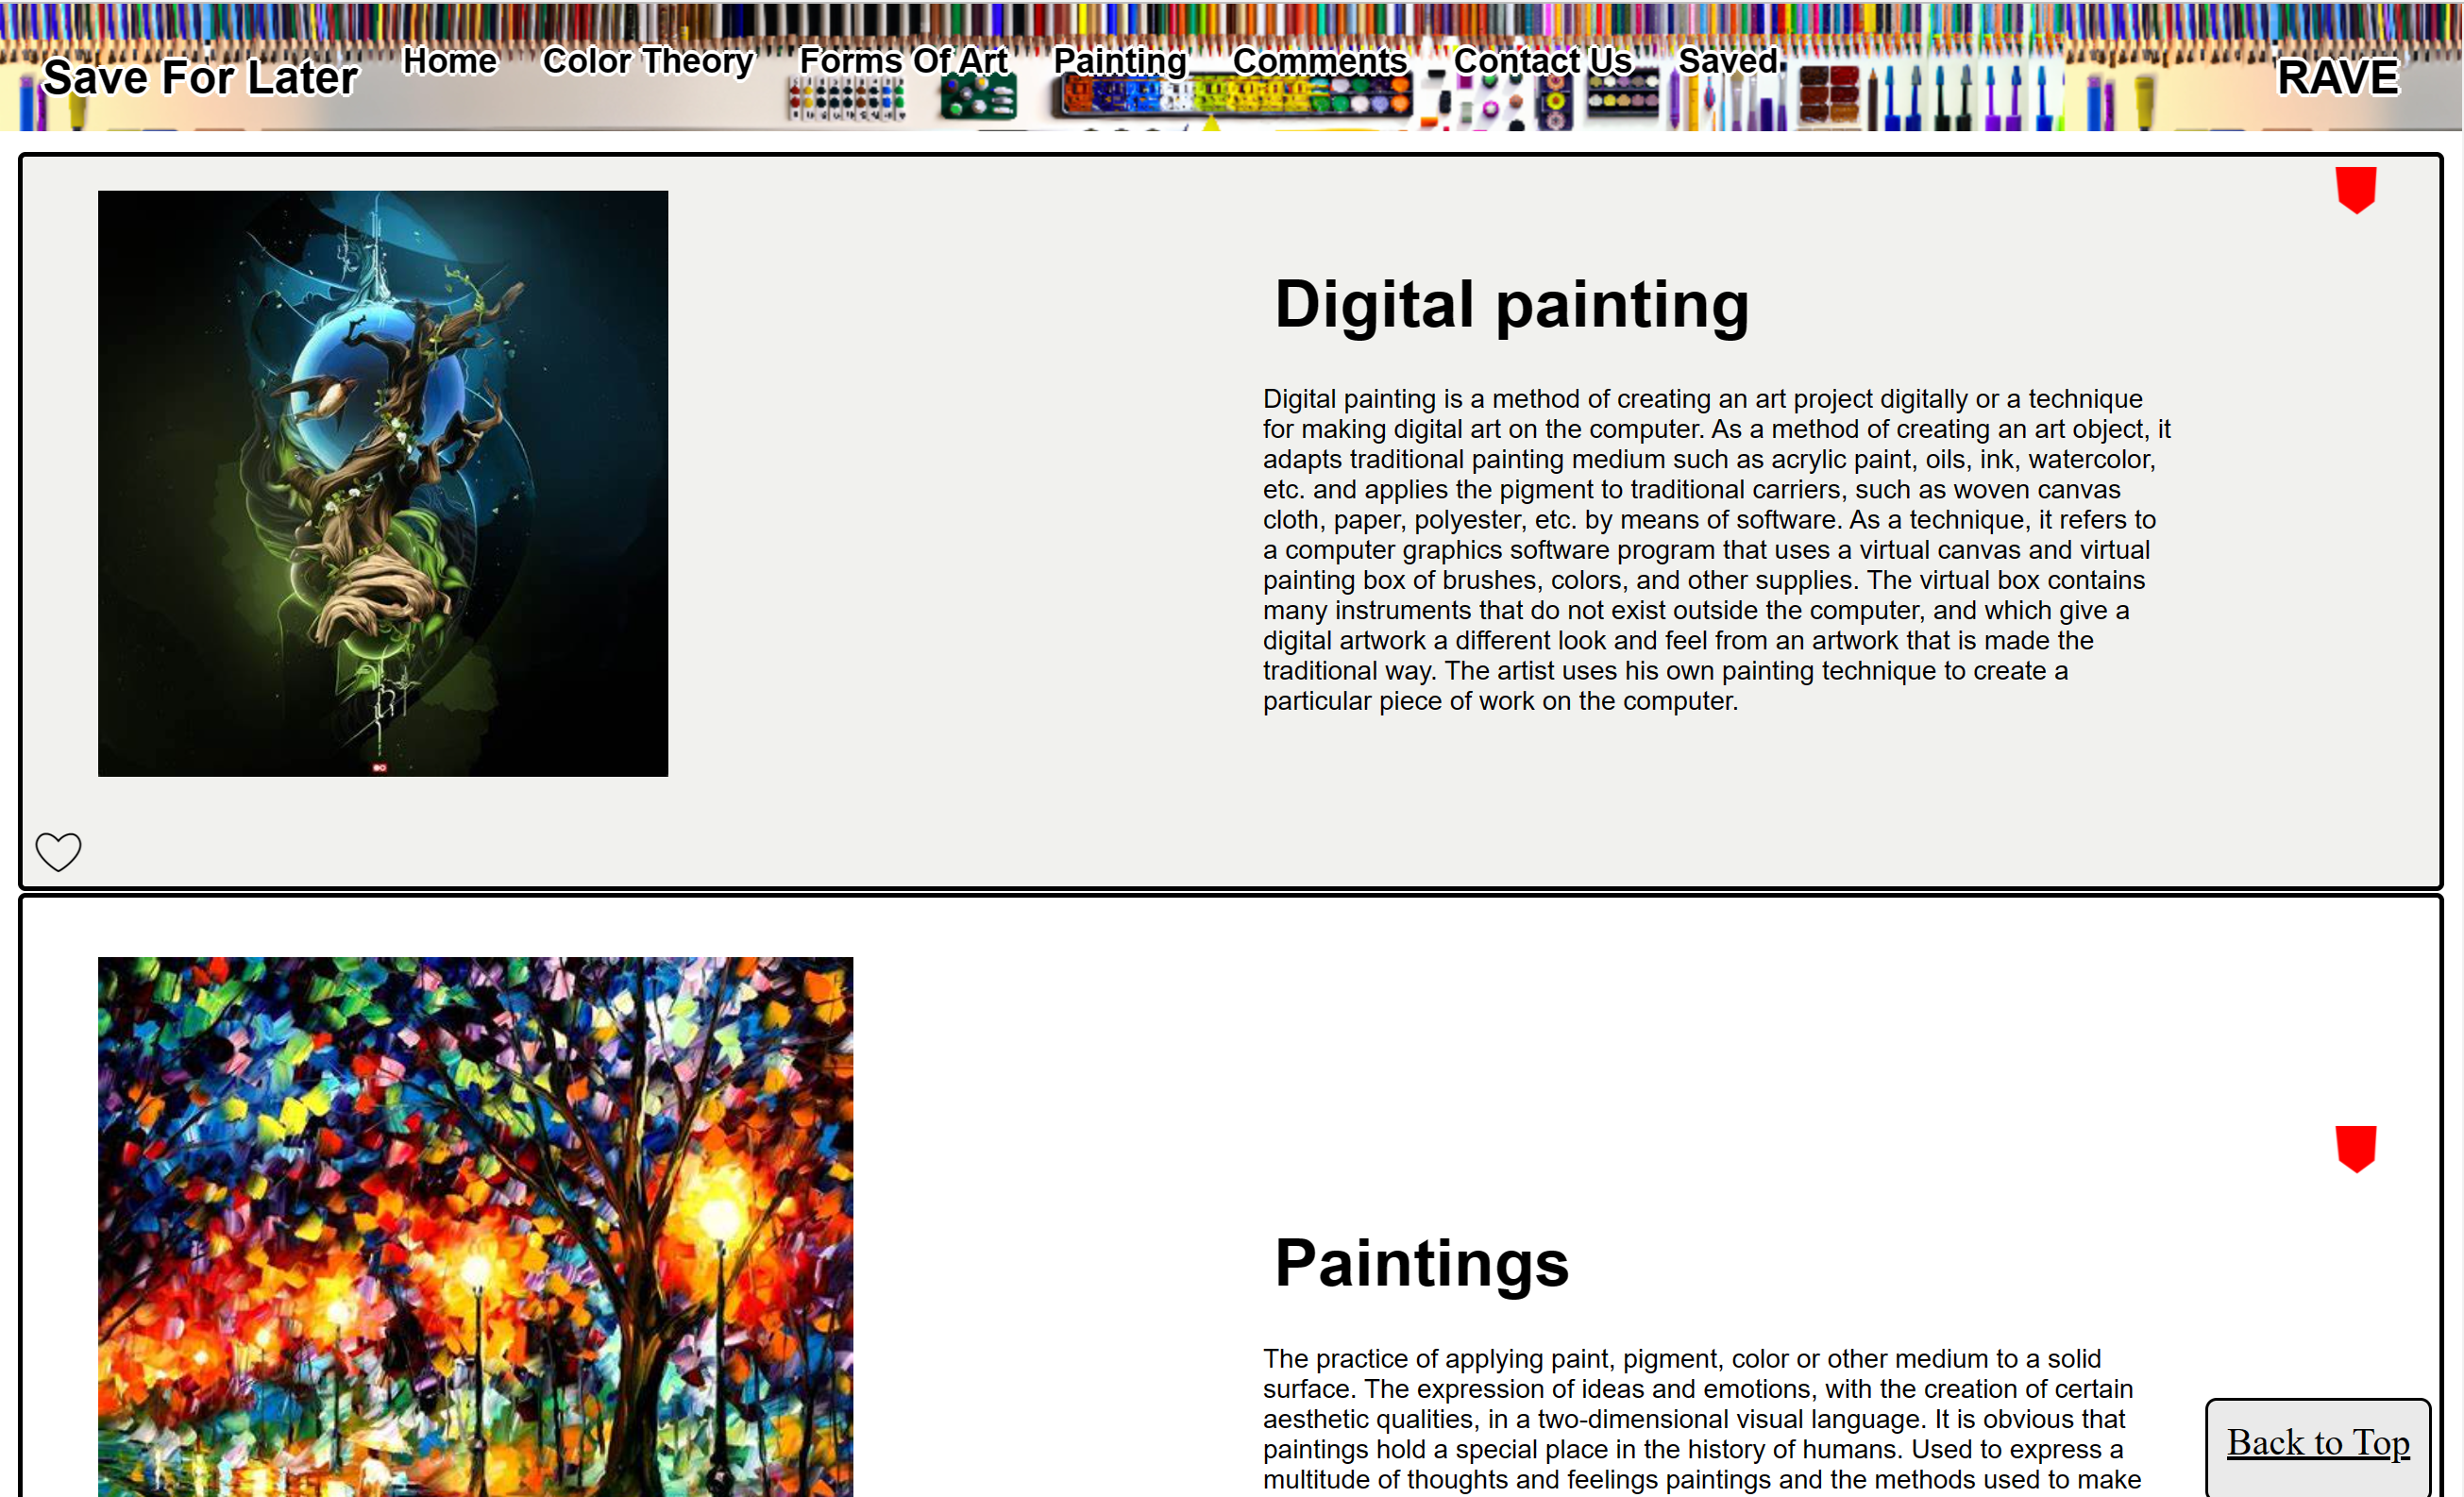 Save For Later
Home
Color Theory
Forms Of Art
Painting
Comments
Contact Us
Saved
RAVE
Digital painting
Digital painting is a method of creating an art project digitally or a technique
for making digital art on the computer. As a method of creating an art object, it
adapts traditional painting medium such as acrylic paint, oils, ink, watercolor,
etc. and applies the pigment to traditional carriers, such as woven canvas
cloth, paper, polyester, etc. by means of software. As a technique, it refers to
a computer graphics software program that uses a virtual canvas and virtual
painting box of brushes, colors, and other supplies. The virtual box contains
many instruments that do not exist outside the computer, and which give a
digital artwork a different look and feel from an artwork that is made the
traditional way. The artist uses his own painting technique to create a
particular piece of work on the computer.
Paintings
The practice of applying paint, pigment, color or other medium to a solid
surface. The expression of ideas and emotions, with the creation of certain
aesthetic qualities, in a two-dimensional visual language. It is obvious that
paintings hold a special place in the history of humans. Used to express a
multitude of thoughts and feelings paintings and the methods used to make
Back to Top